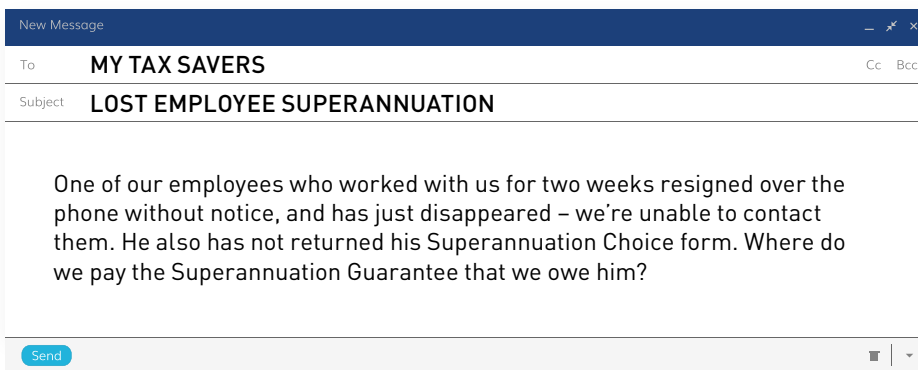 New Message
To MY TAX SAVERS Cc Bcc
Subject LOST EMPLOYEE SUPERANNUATION
One of our employees who worked with us for two weeks resigned over the
phone without notice, and has just disappeared – we’re unable to contact
them. He also has not returned his Superannuation Choice form. Where do
we pay the Superannuation Guarantee that we owe him?
Send